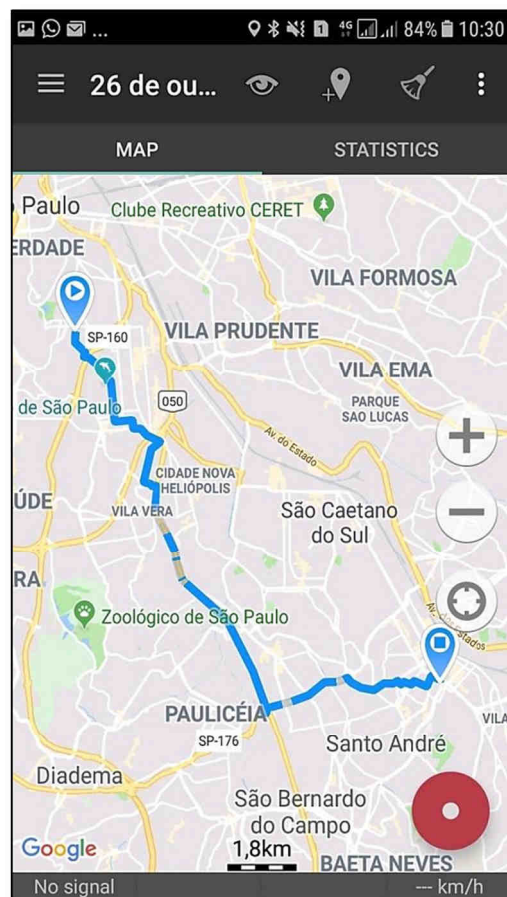 ... 1 4G 84% 10:30
26 de ou...
MAP STATISTICS
Paulo
Clube Recreativo CERET
ERDADE
VILA FORMOSA
SP-160
VILA PRUDENTE
VILA EMA
PARQUE
SAO LUCAS
de São Paulo
050
Av. do Estado
CIDADE NOVA
HELIÓPOLIS
ÚDE
VILA VERA
São Caetano
do Sul
RA
Zoológico de São Paulo
Av. dos Estados
PAULICÉIA
VILA
SP-176
Santo André
Diadema
São Bernardo
do Campo
Google
1,8km
BAETA NEVES
No signal --- km/h